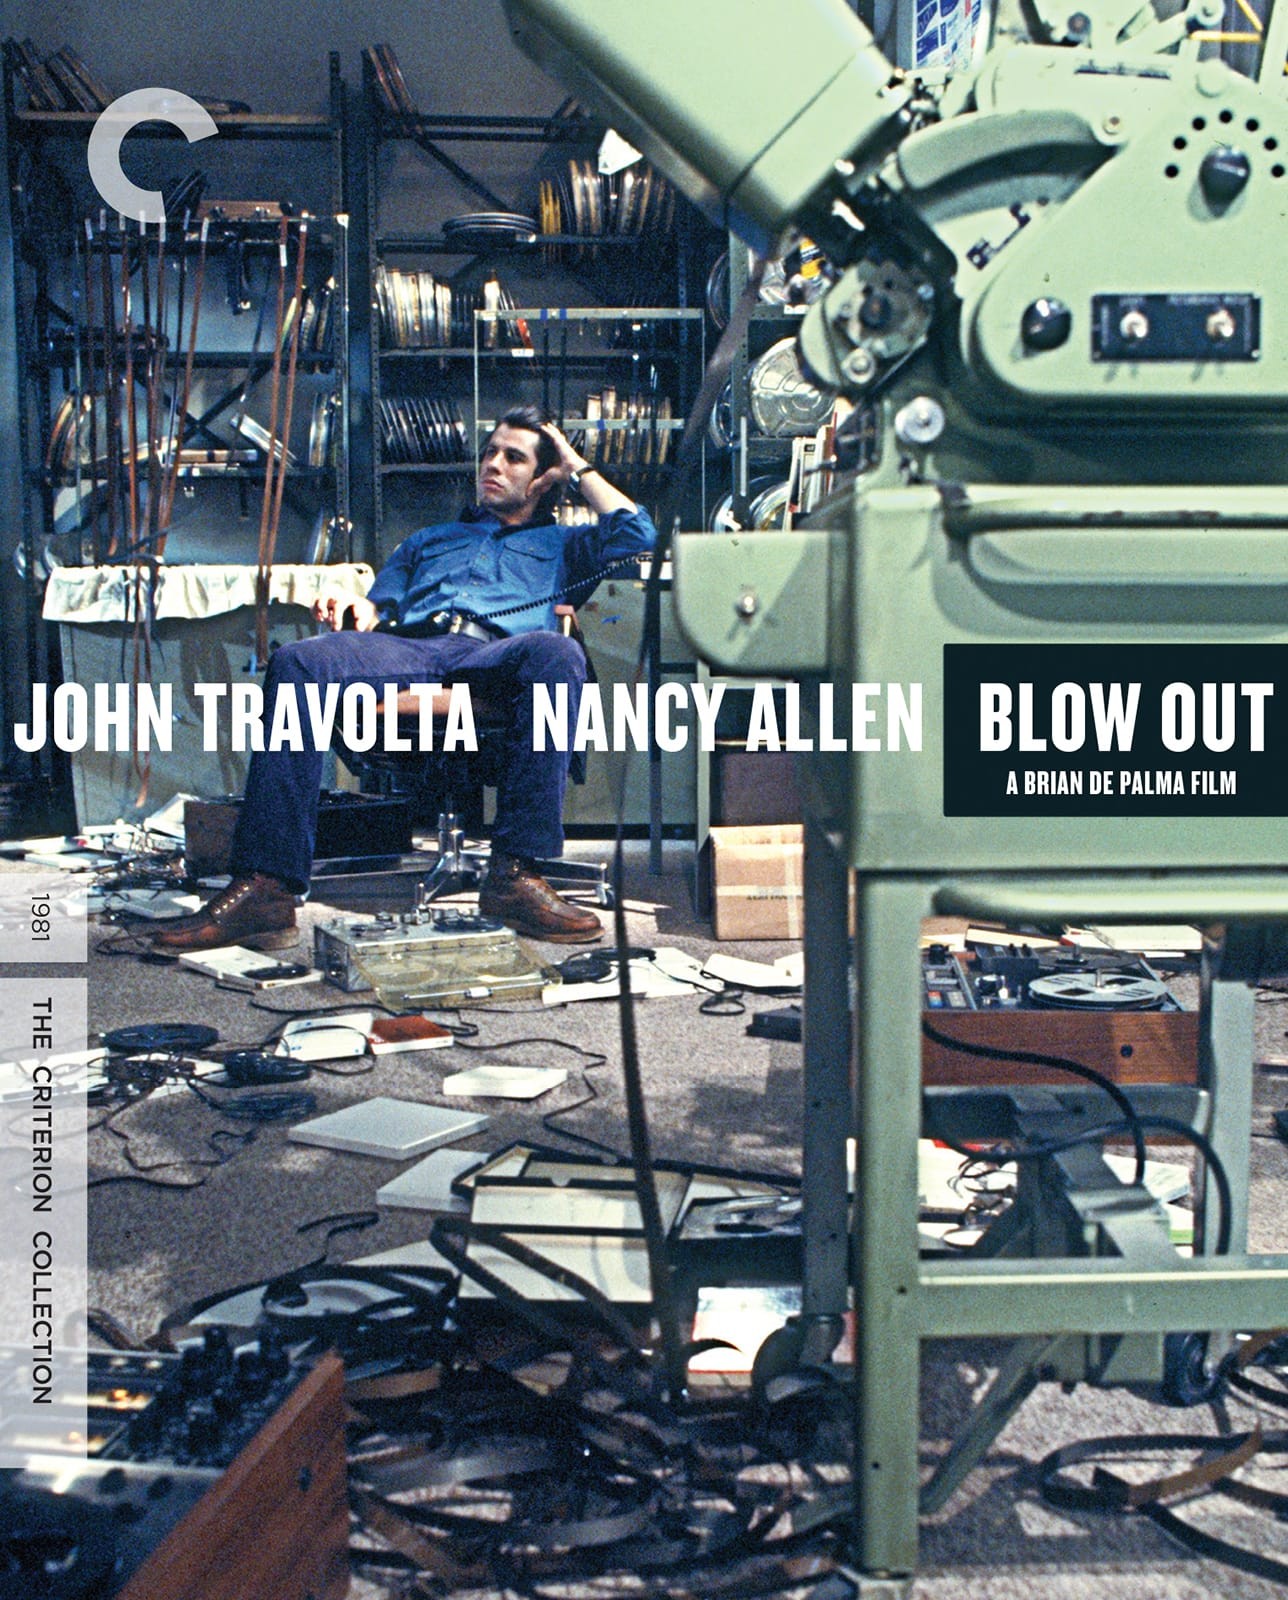 JOHN TRAVOLTA NANCY ALLEN BLOW OUT
A BRIAN DE PALMA FILM
1981
THE CRITERION COLLECTION